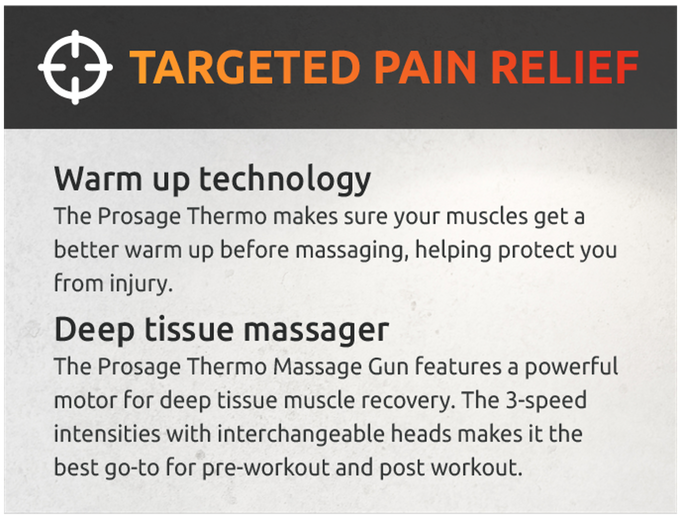 TARGETED PAIN RELIEF
Warm up technology
The Prosage Thermo makes sure your muscles get a
better warm up before massaging, helping protect you
from injury.
Deep tissue massager
The Prosage Thermo Massage Gun features a powerful
motor for deep tissue muscle recovery. The 3-speed
intensities with interchangeable heads makes it the
best go-to for pre-workout and post workout.